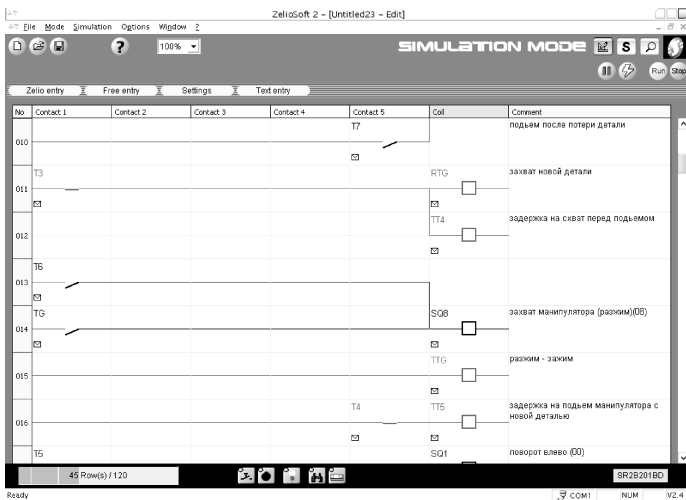 ZelioSoft 2 - [Untitled23 - Edit]
File Mode Simulation Options Window ?
? 100% SIMULATION MODE S
Run Stop
Zelio entry Free entry Settings Text entry
No Contact 1 Contact 2 Contact 3 Contact 4 Contact 5 Coil Comment
010 T7 подьем после потери детали
011 T3 RTG захват новой детали
012 TT4 задержка на схват перед подьемом
013 T6
014 TG SQ8 захват манипулятора (разжим)(08)
015 TTG разжим - зажим
016 T4 TT5 задержка на подьем манипулятора с
новой деталью
T5 SQ1 поворот влево (00)
45 Row(s) / 120 SR2B201BD
Ready COM1 NUM V2.4